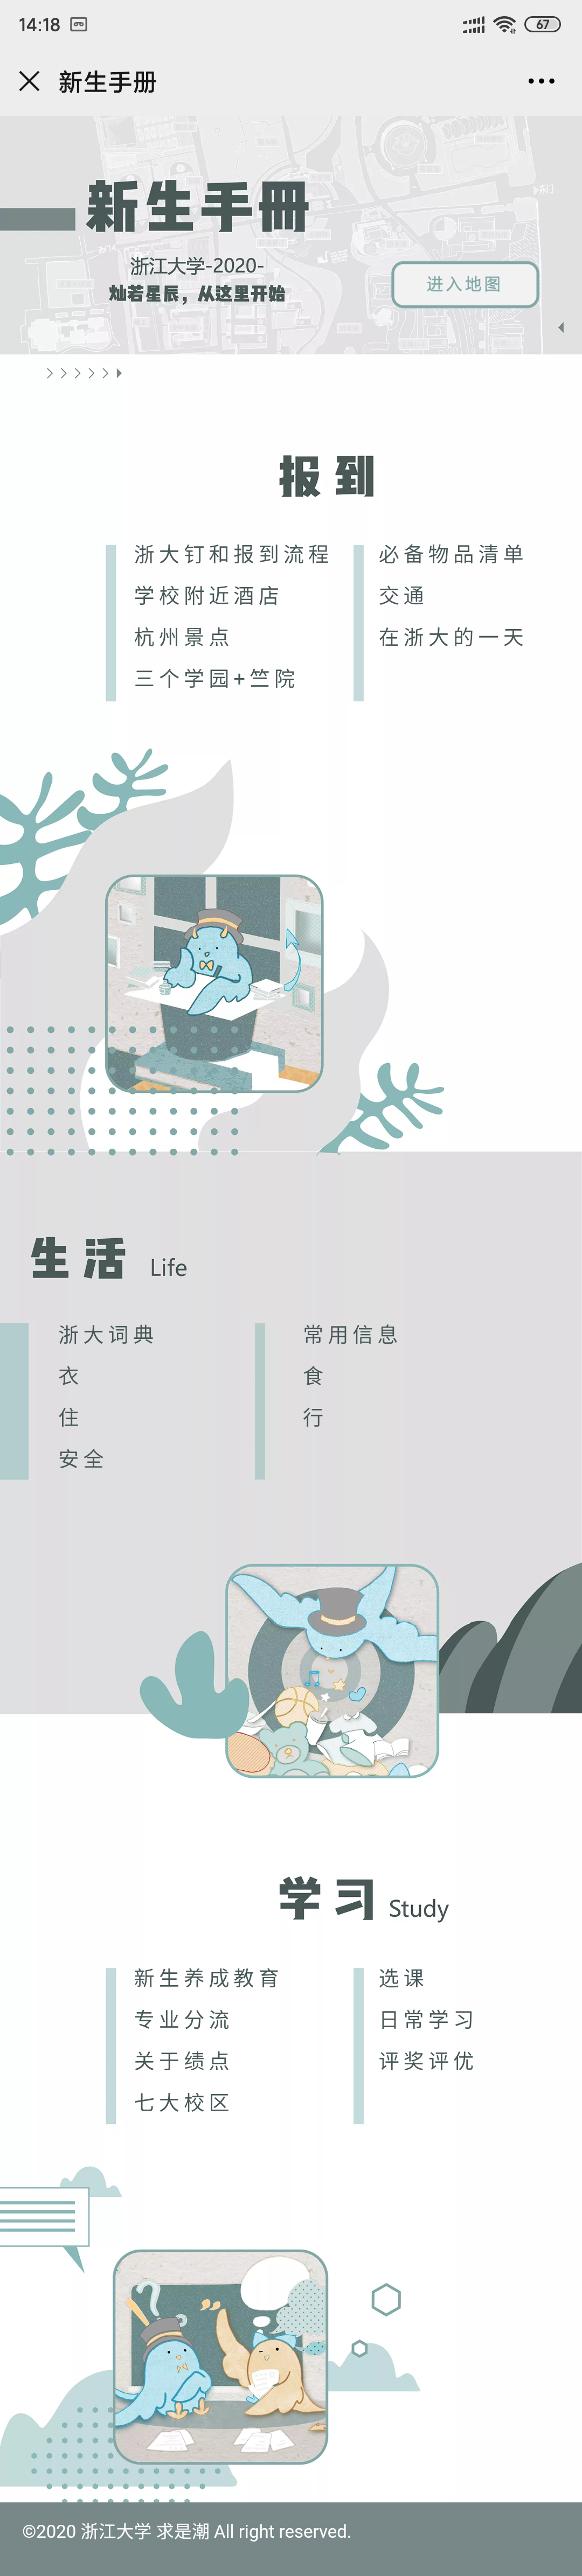 14:18
67
新生手册
新生手冊
浙江大学-2020-
灿若星辰，从这里开始
进入地图
报到
浙大钉和报到流程
必备物品清单
学校附近酒店
交通
杭州景点
在浙大的一天
三个学园+竺院
生活 Life
浙大词典
常用信息
衣
食
住
行
安全
学习 Study
新生养成教育
选课
专业分流
日常学习
关于绩点
评奖评优
七大校区
©2020 浙江大学 求是潮 All right reserved.